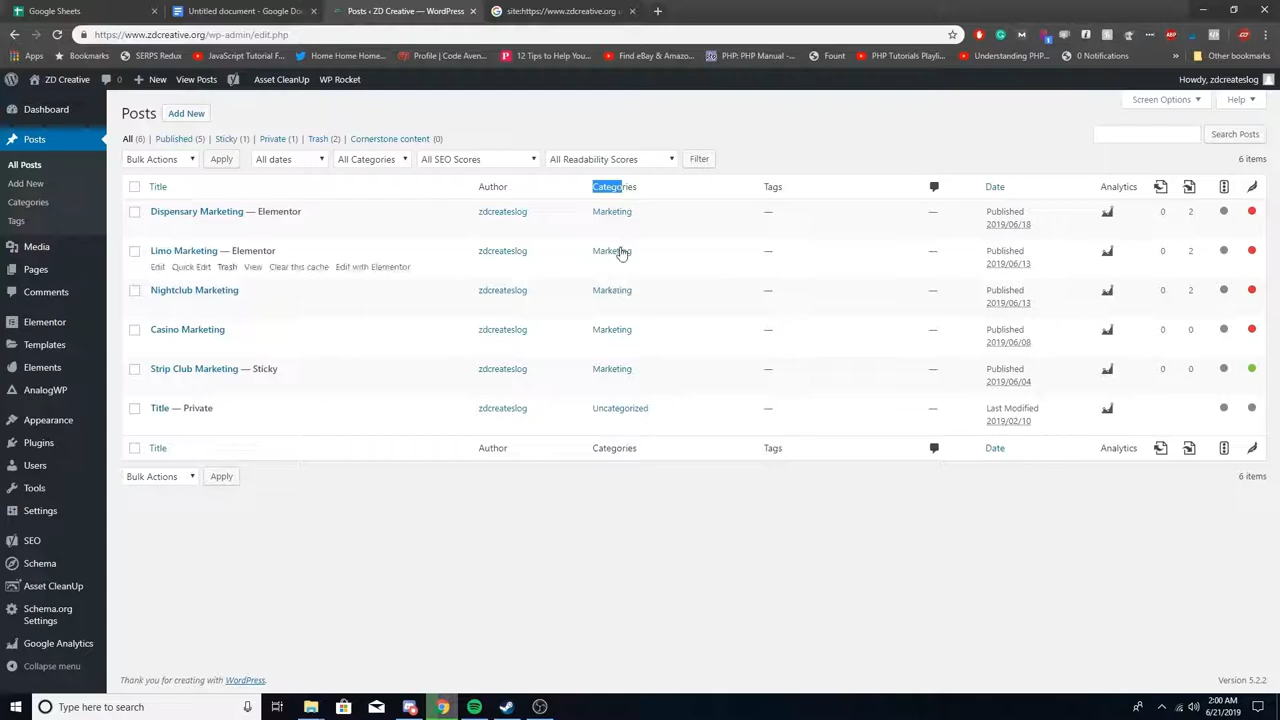 Google Sheets
Untitled document - Google Doc
Posts ‹ ZD Creative — WordPress
site:https://www.zdcreative.org
https://www.zdcreative.org/wp-admin/edit.php
Apps
Bookmarks
SERPS Redux
JavaScript Tutorial F...
Home Home Home...
Profile | Code Aven...
12 Tips to Help You...
Find eBay & Amazo...
PHP: PHP Manual -...
Fount
PHP Tutorials Playli...
Understanding PHP...
0 Notifications
Other bookmarks
ZD Creative
0
New
View Posts
Asset CleanUp
WP Rocket
Howdy, zdcreateslog
Dashboard
Posts
All Posts
Add New
Categories
Tags
Media
Pages
Comments
Elementor
Templates
Elements
AnalogWP
Appearance
Plugins
Users
Tools
Settings
SEO
Schema
Asset CleanUp
Schema.org
Settings
Google Analytics
Collapse menu
Screen Options
Help
Posts
Add New
All (6) | Published (5) | Sticky (1) | Private (1) | Trash (2) | Cornerstone content (0)
Search Posts
Bulk Actions
Apply
All dates
All Categories
All SEO Scores
All Readability Scores
Filter
6 items
Title Author Categories Tags Date Analytics
Dispensary Marketing — Elementor zdcreateslog Marketing — — Published 0 2
2019/06/18
Limo Marketing — Elementor zdcreateslog Marketing — — Published 0 2
Edit Quick Edit Trash View Clear this cache Edit with Elementor 2019/06/13
Nightclub Marketing zdcreateslog Marketing — — Published 0 2
2019/06/13
Casino Marketing zdcreateslog Marketing — — Published 0 0
2019/06/08
Strip Club Marketing — Sticky zdcreateslog Marketing — — Published 0 0
2019/06/04
Title — Private zdcreateslog Uncategorized — — Last Modified
2019/02/10
Title Author Categories Tags Date Analytics
Bulk Actions
Apply
6 items
Thank you for creating with WordPress.
Version 5.2.2
Type here to search
2:00 AM
6/21/2019